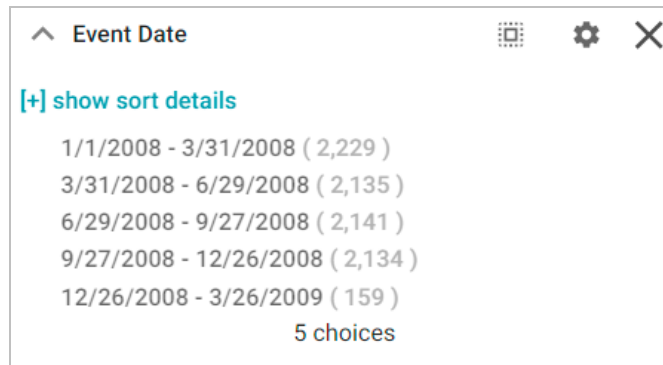 Event Date
[+] show sort details
1/1/2008 - 3/31/2008 ( 2,229 )
3/31/2008 - 6/29/2008 ( 2,135 )
6/29/2008 - 9/27/2008 ( 2,141 )
9/27/2008 - 12/26/2008 ( 2,134 )
12/26/2008 - 3/26/2009 ( 159 )
5 choices